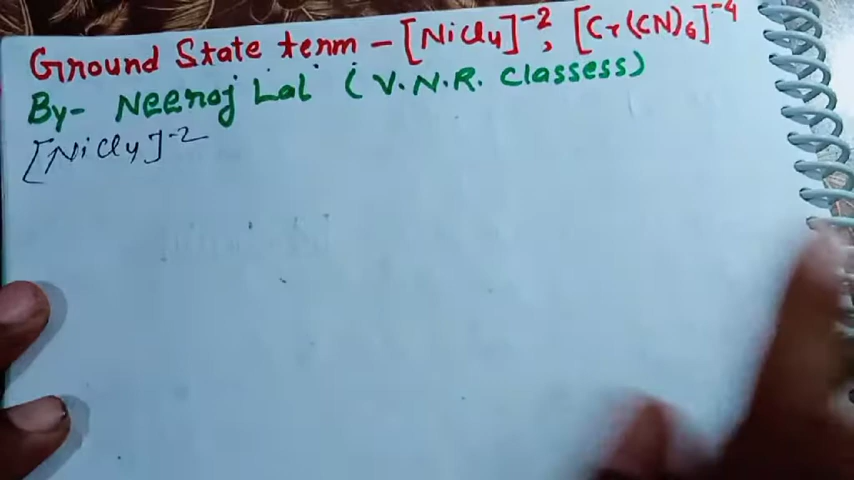 Ground State term - [NiCl4]-2, [Cr(CN)6]-4
By- Neeraj Lal (V.N.R. Classess)
[NiCl4]-2